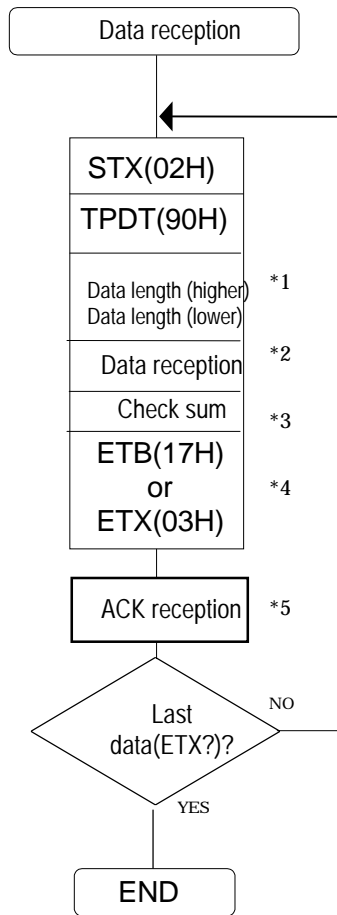 Data reception
STX(02H)
TPDT(90H)
Data length (higher) *1
Data length (lower)
Data reception *2
Check sum *3
ETB(17H)
or *4
ETX(03H)
ACK reception *5
Last NO
data(ETX?)?
YES
END